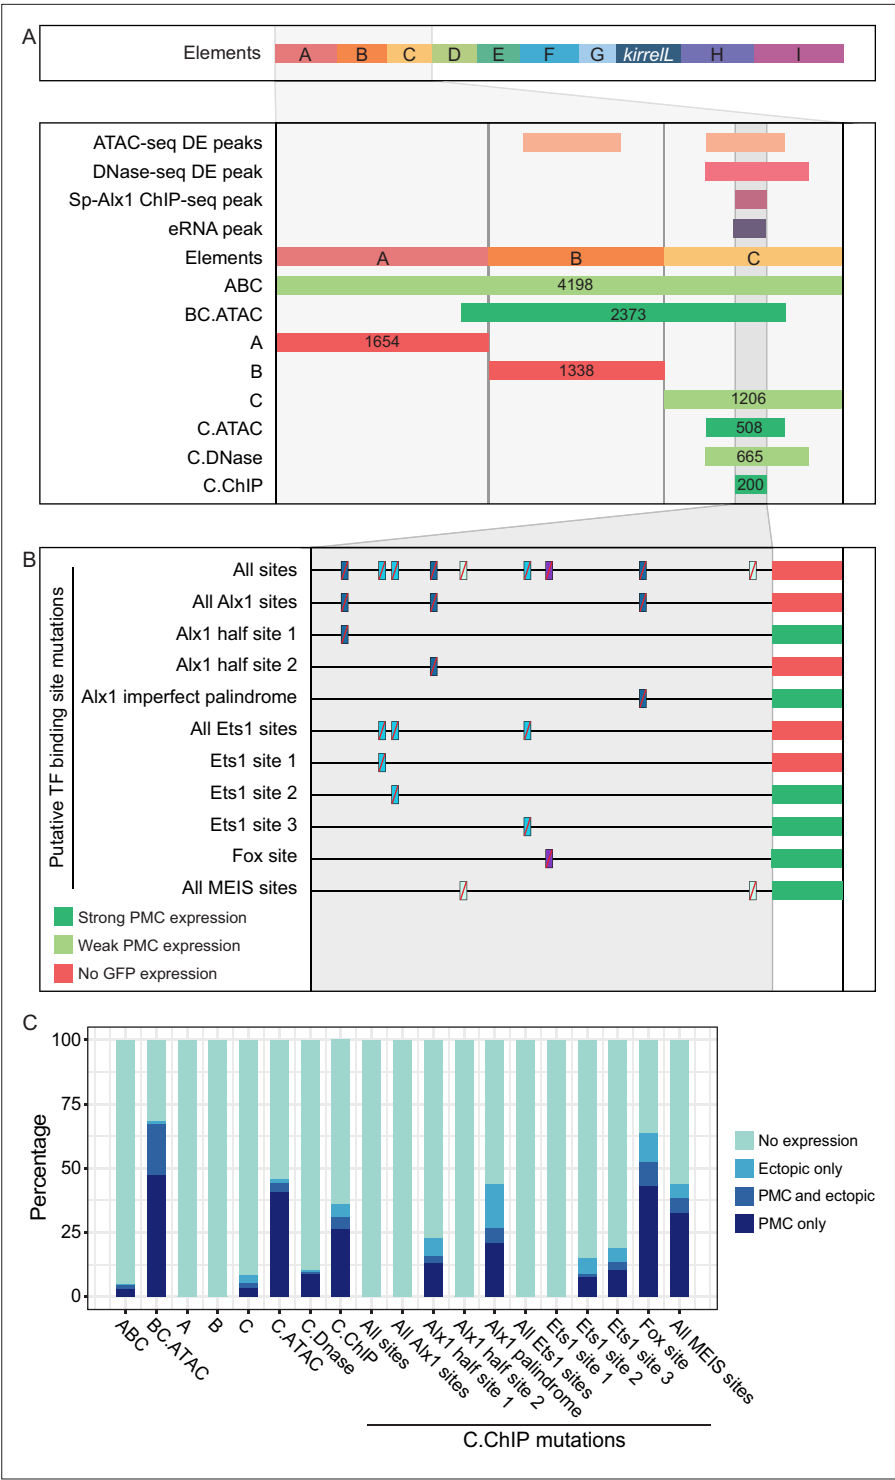 A
Elements A B C D E F G kirrelL H I
ATAC-seq DE peaks
DNase-seq DE peak
Sp-Alx1 ChIP-seq peak
eRNA peak
Elements A B C
ABC 4198
BC.ATAC 2373
A 1654
B 1338
C 1206
C.ATAC 508
C.DNase 665
C.ChIP 200
B
Putative TF binding site mutations
All sites
All Alx1 sites
Alx1 half site 1
Alx1 half site 2
Alx1 imperfect palindrome
All Ets1 sites
Ets1 site 1
Ets1 site 2
Ets1 site 3
Fox site
All MEIS sites
Strong PMC expression
Weak PMC expression
No GFP expression
C
Percentage
100
75
50
25
0
No expression
Ectopic only
PMC and ectopic
PMC only
ABC
BC.ATAC
A
B
C
C.ATAC
C.Dnase
C.ChIP
All sites
All Alx1 sites
Alx1 half site 1
Alx1 half site 2
Alx1 palindrome
All Ets1 sites
Ets1 site 1
Ets1 site 2
Ets1 site 3
Fox site
All MEIS sites
C.ChIP mutations